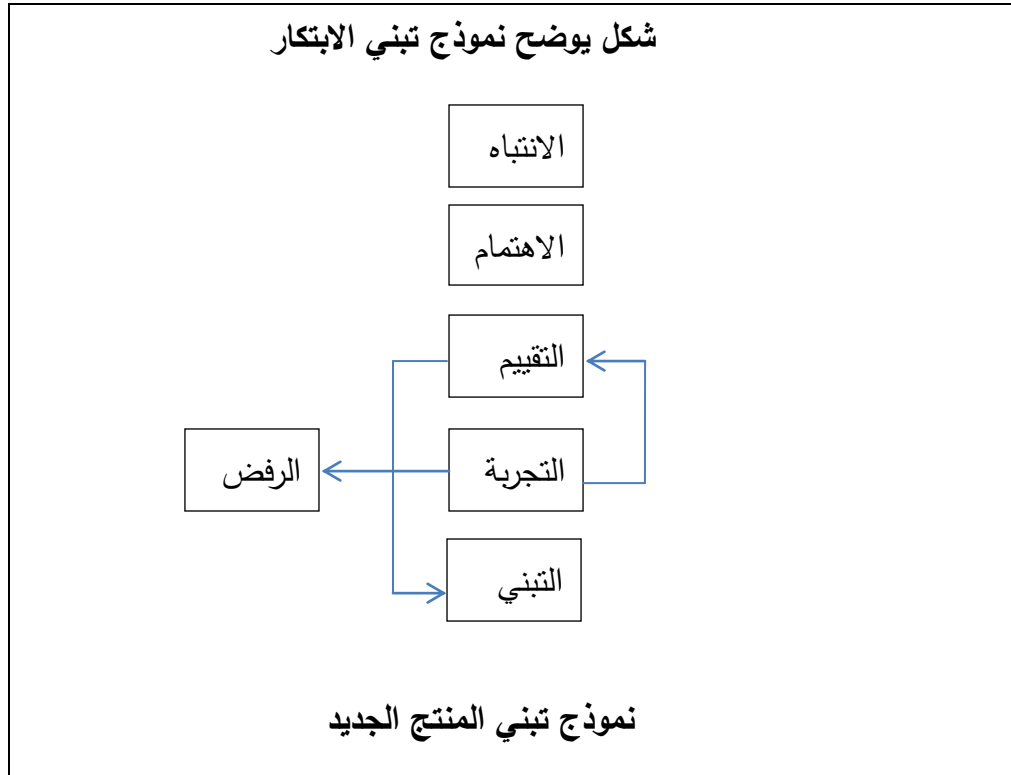 شكل يوضح نموذج تبني الابتكار
الانتباه
الاهتمام
التقييم
التجربة
الرفض
التبني
نموذج تبني المنتج الجديد